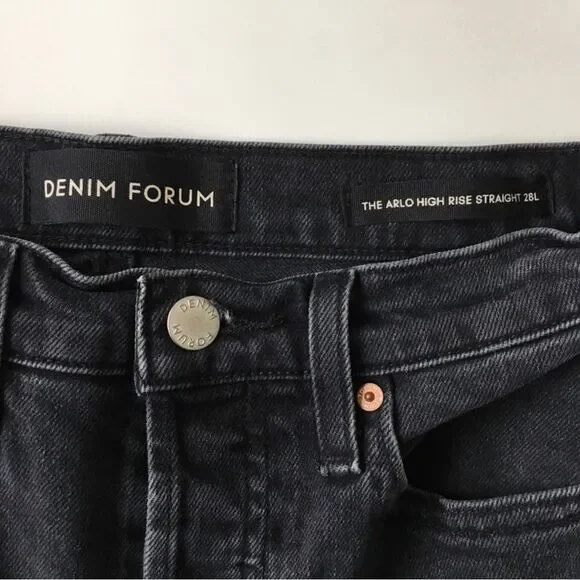 DENIM FORUM
THE ARLO HIGH RISE STRAIGHT 28L
DENIM
FORUM